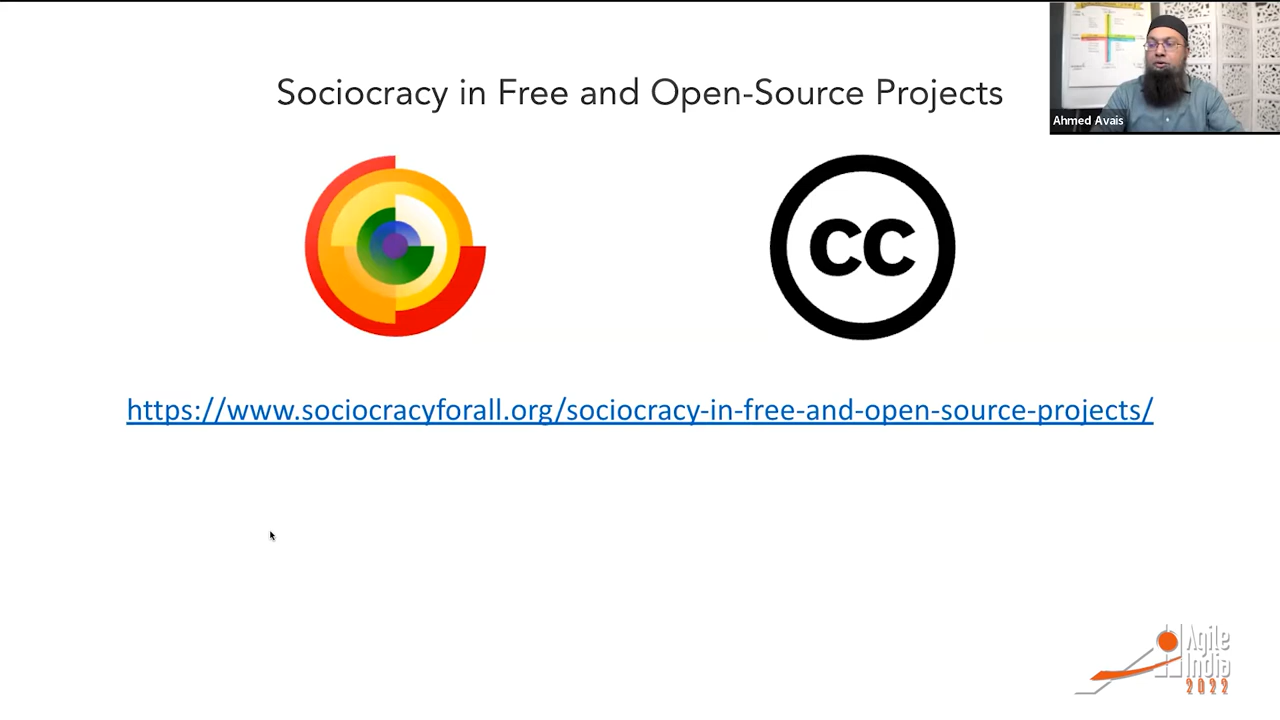 Sociocracy in Free and Open-Source Projects
Ahmed Avais
CC
https://www.sociocracyforall.org/sociocracy-in-free-and-open-source-projects/
Agile
India
2022